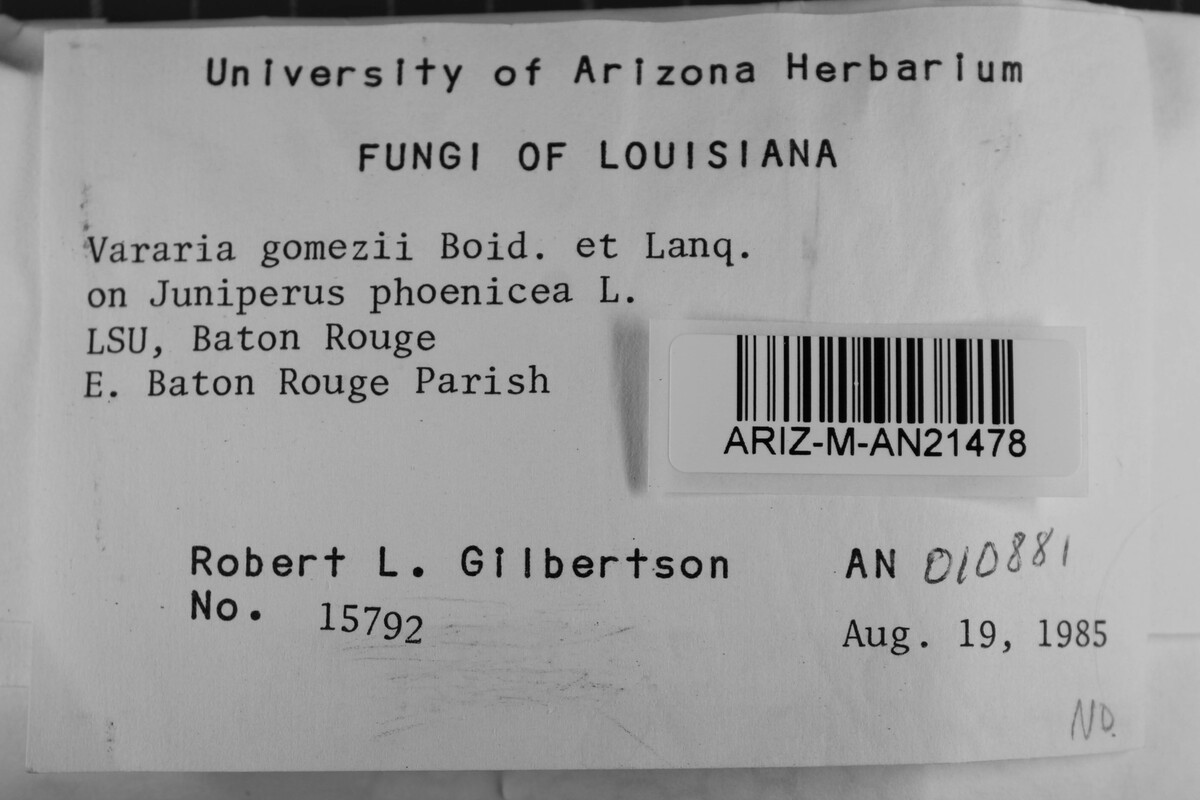 University of Arizona Herbarium
FUNGI OF LOUISIANA
Vararia gomezii Boid. et Lanq.
on Juniperus phoenicea L.
LSU, Baton Rouge
E. Baton Rouge Parish
ARIZ-M-AN21478
Robert L. Gilbertson
AN 010881
No. 15792
Aug. 19, 1985
ND.